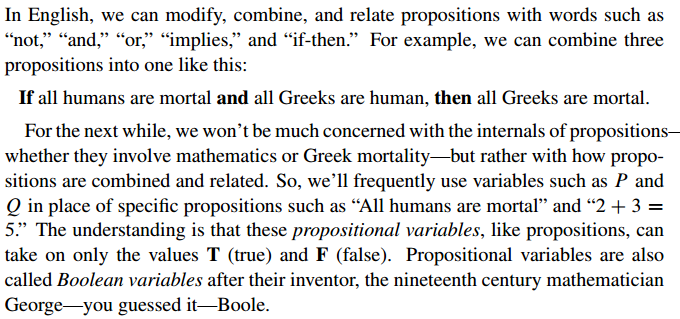 In English, we can modify, combine, and relate propositions with words such as
“not,” “and,” “or,” “implies,” and “if-then.” For example, we can combine three
propositions into one like this:
If all humans are mortal and all Greeks are human, then all Greeks are mortal.
For the next while, we won’t be much concerned with the internals of propositions—
whether they involve mathematics or Greek mortality—but rather with how propo-
sitions are combined and related. So, we’ll frequently use variables such as P and
Q in place of specific propositions such as “All humans are mortal” and “2 + 3 =
5.” The understanding is that these propositional variables, like propositions, can
take on only the values T (true) and F (false). Propositional variables are also
called Boolean variables after their inventor, the nineteenth century mathematician
George—you guessed it—Boole.